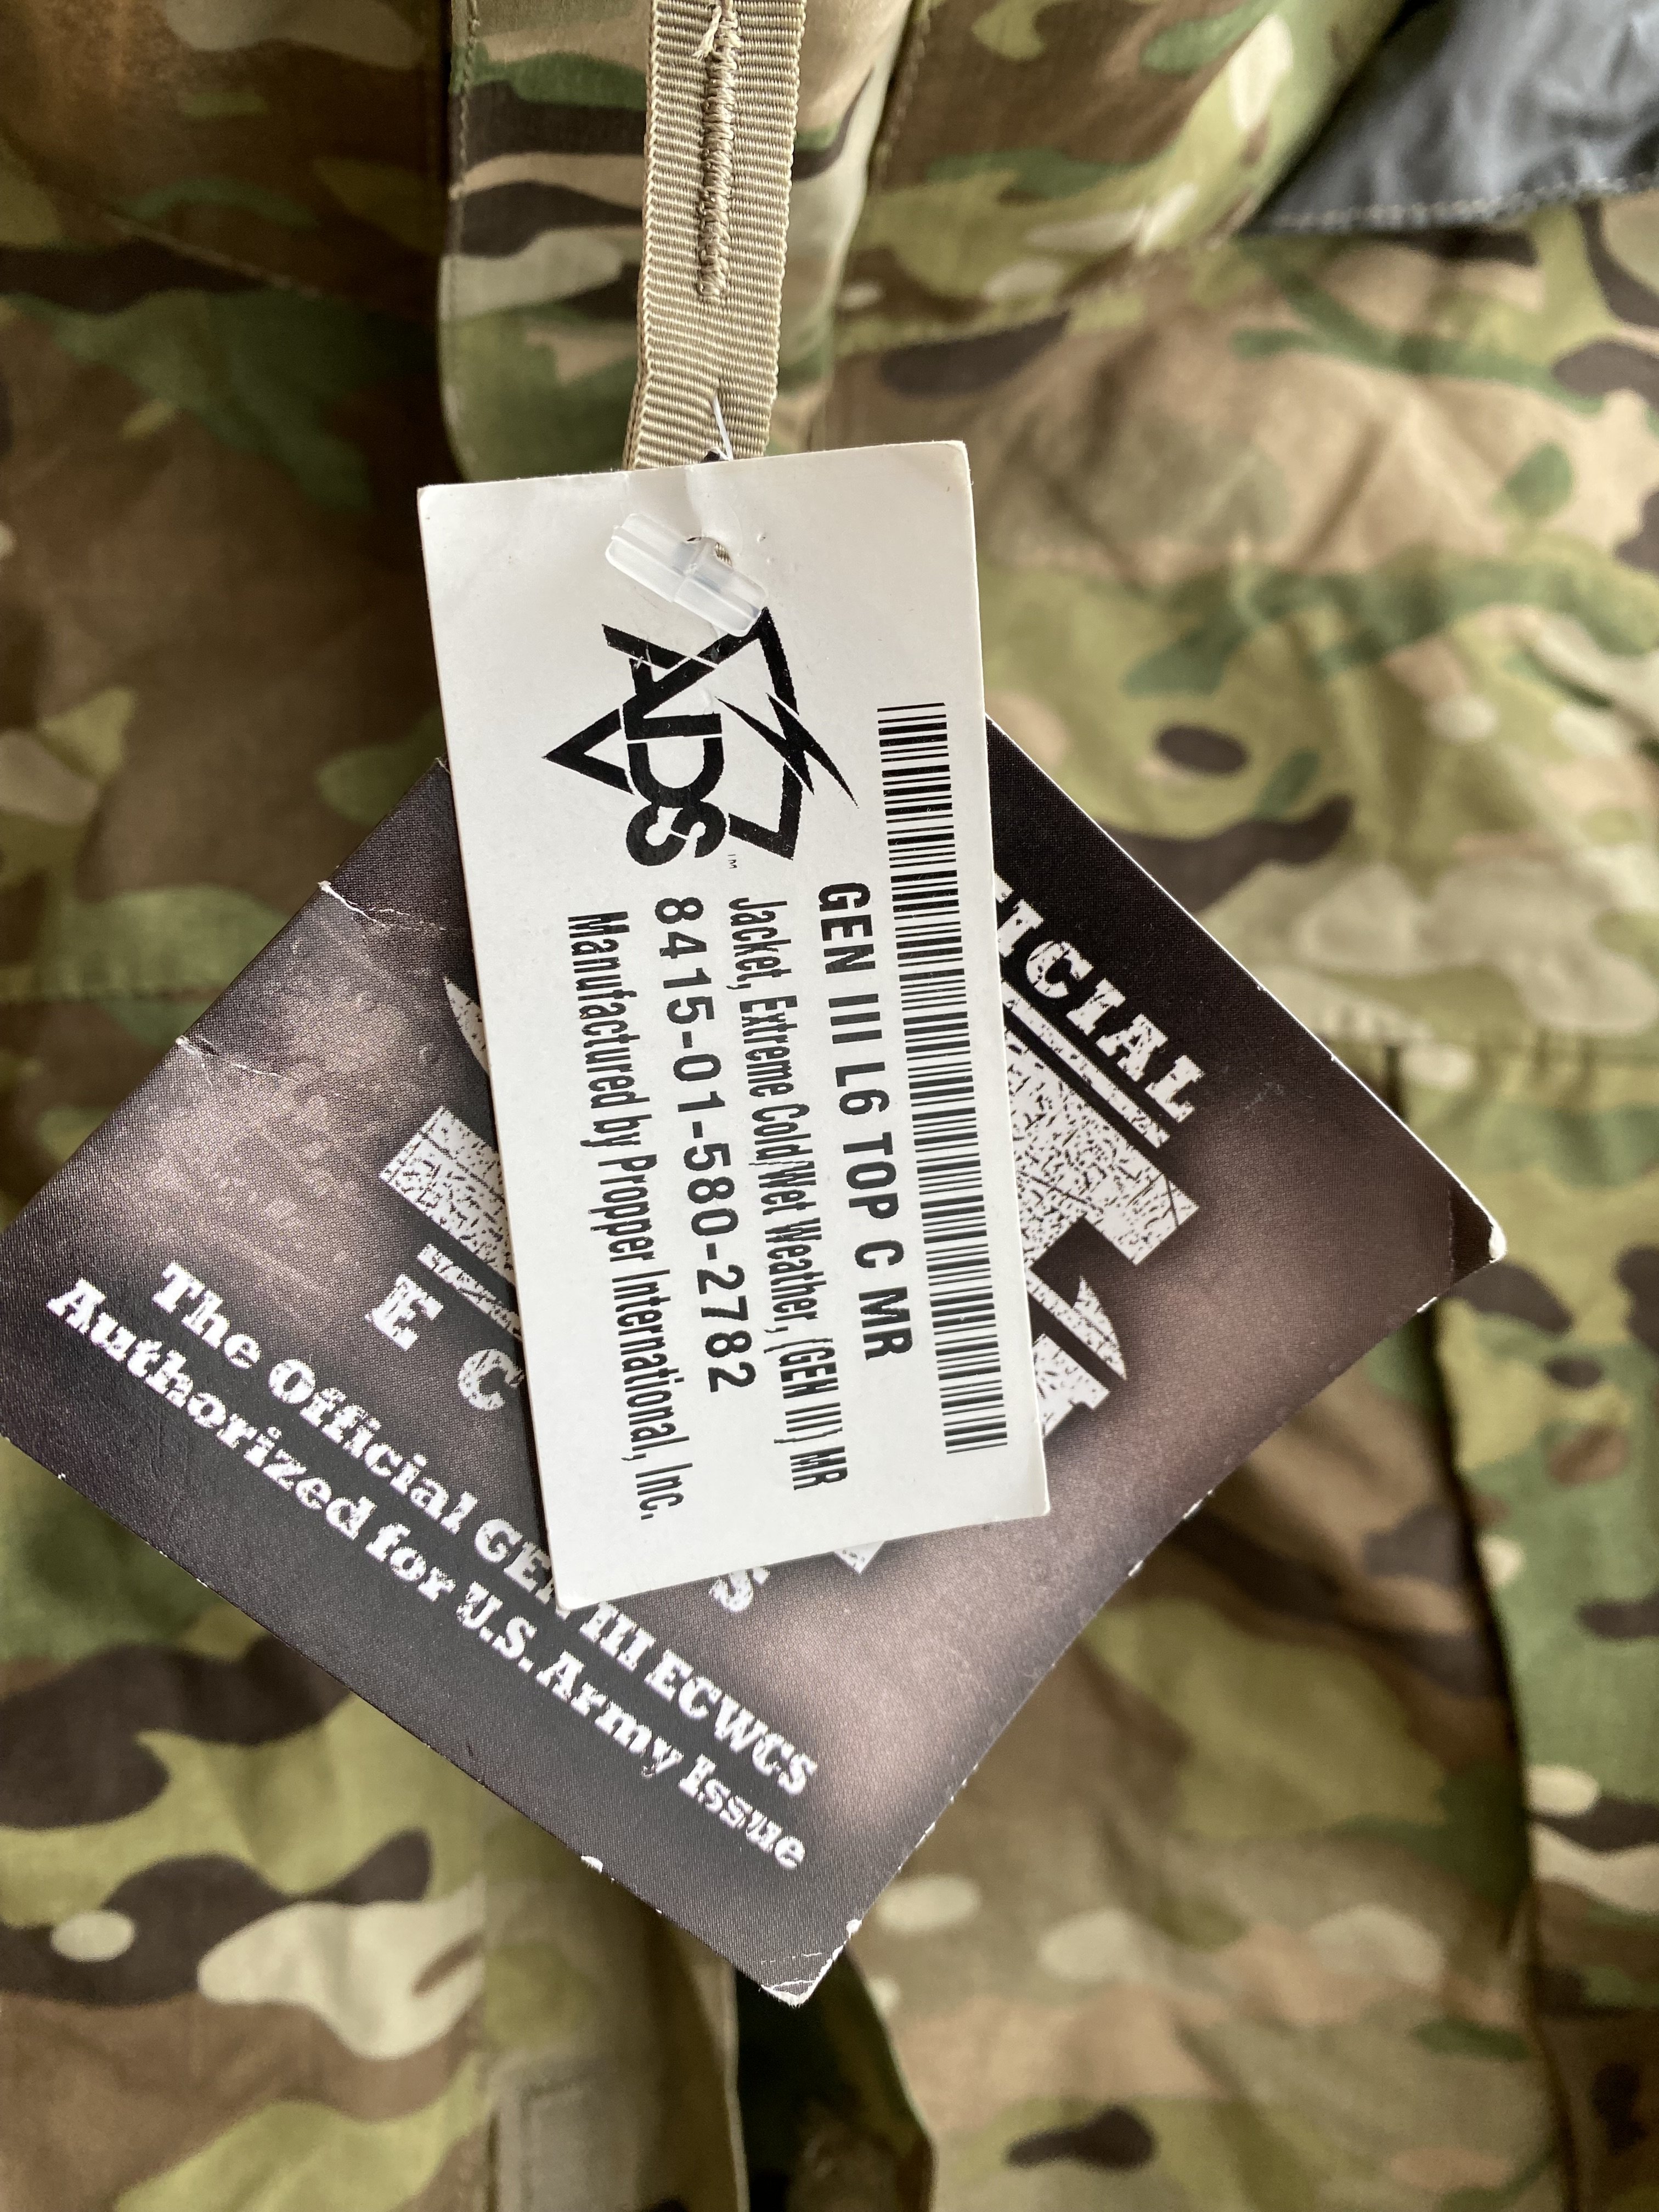 ADS™
GEN III L6 TOP C MR
Jacket, Extreme Cold/Wet Weather, (GEN III) MR
8415-01-580-2782
Manufactured by Propper International, Inc.
ICIAL
E C S
The Official GEN III ECWCS
Authorized for U.S. Army Issue